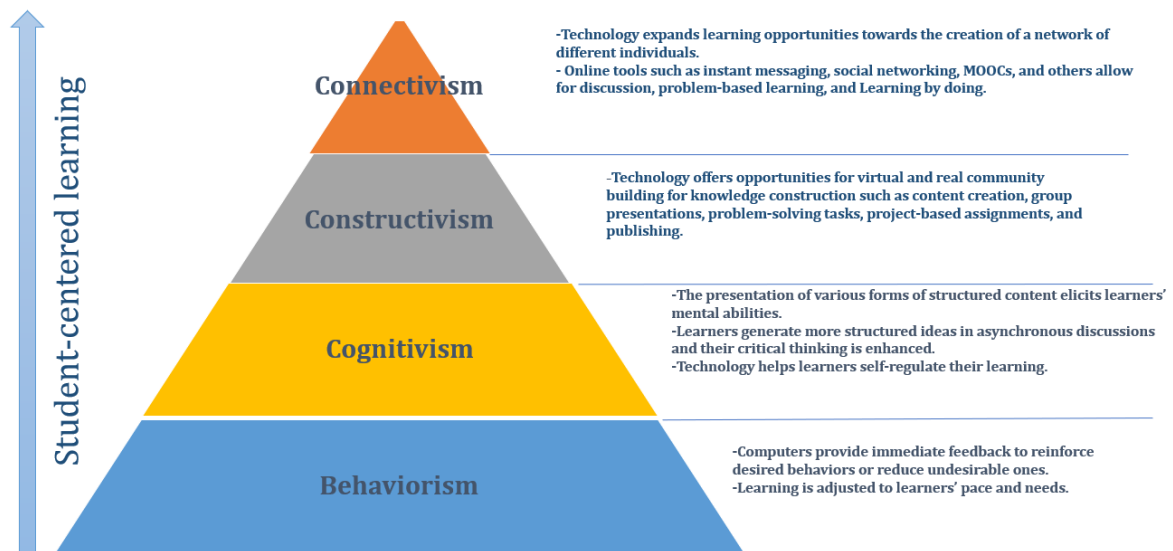 Student-centered learning
Connectivism
-Technology expands learning opportunities towards the creation of a network of
different individuals.
- Online tools such as instant messaging, social networking, MOOCs, and others allow
for discussion, problem-based learning, and Learning by doing.
Constructivism
-Technology offers opportunities for virtual and real community
building for knowledge construction such as content creation, group
presentations, problem-solving tasks, project-based assignments, and
publishing.
Cognitivism
-The presentation of various forms of structured content elicits learners’
mental abilities.
-Learners generate more structured ideas in asynchronous discussions
and their critical thinking is enhanced.
-Technology helps learners self-regulate their learning.
Behaviorism
-Computers provide immediate feedback to reinforce
desired behaviors or reduce undesirable ones.
-Learning is adjusted to learners’ pace and needs.